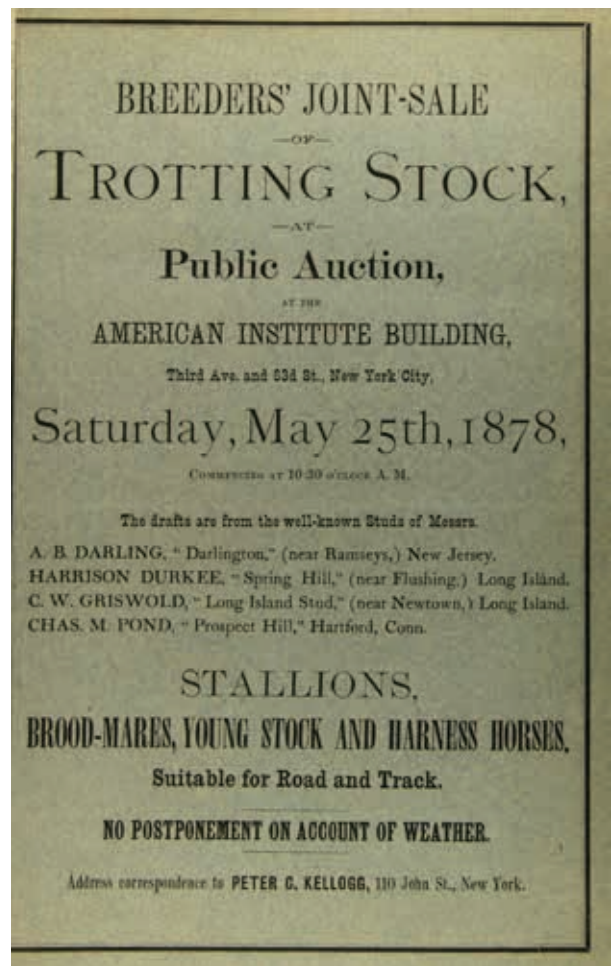 BREEDERS' JOINT-SALE
—OF—
TROTTING STOCK,
—AT—
Public Auction,
AT THE
AMERICAN INSTITUTE BUILDING,
Third Ave. and 63d St., New York City,
Saturday, May 25th, 1878,
COMMENCING AT 10:30 O'CLOCK A. M.
The drafts are from the well-known Studs of Messrs.
A. B. DARLING, "Darlington," (near Ramseys,) New Jersey.
HARRISON DURKEE, "Spring Hill," (near Flushing,) Long Island.
C. W. GRISWOLD, "Long Island Stud," (near Newtown,) Long Island.
CHAS. M. POND, "Prospect Hill," Hartford, Conn.
STALLIONS,
BROOD-MARES, YOUNG STOCK AND HARNESS HORSES,
Suitable for Road and Track.
NO POSTPONEMENT ON ACCOUNT OF WEATHER.
Address correspondence to PETER C. KELLOGG, 110 John St., New York.